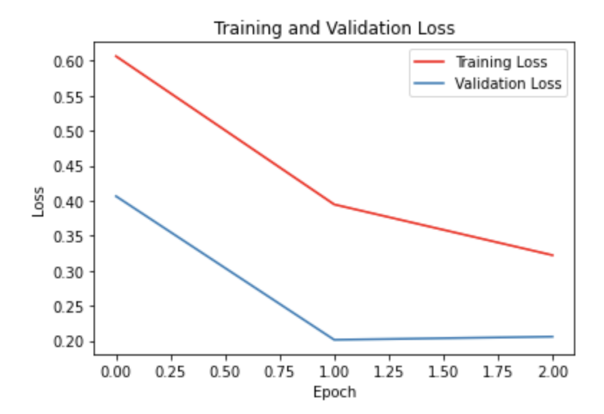 Training and Validation Loss
Training Loss
Validation Loss
0.60
0.55
0.50
0.45
0.40
0.35
0.30
0.25
0.20
Loss
0.00 0.25 0.50 0.75 1.00 1.25 1.50 1.75 2.00
Epoch